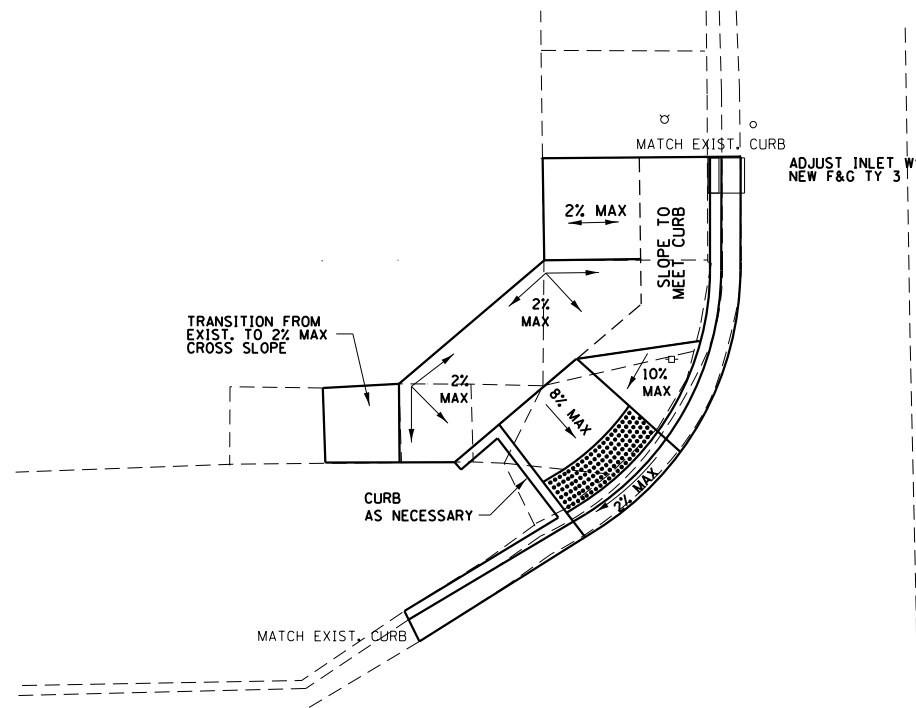 MATCH EXIST. CURB
ADJUST INLET W
NEW F&G TY 3
2% MAX
SLOPE TO
MEET CURB
2%
MAX
TRANSITION FROM
EXIST. TO 2% MAX
CROSS SLOPE
2%
MAX
10%
MAX
8% MAX
CURB
AS NECESSARY
2% MAX
MATCH EXIST. CURB